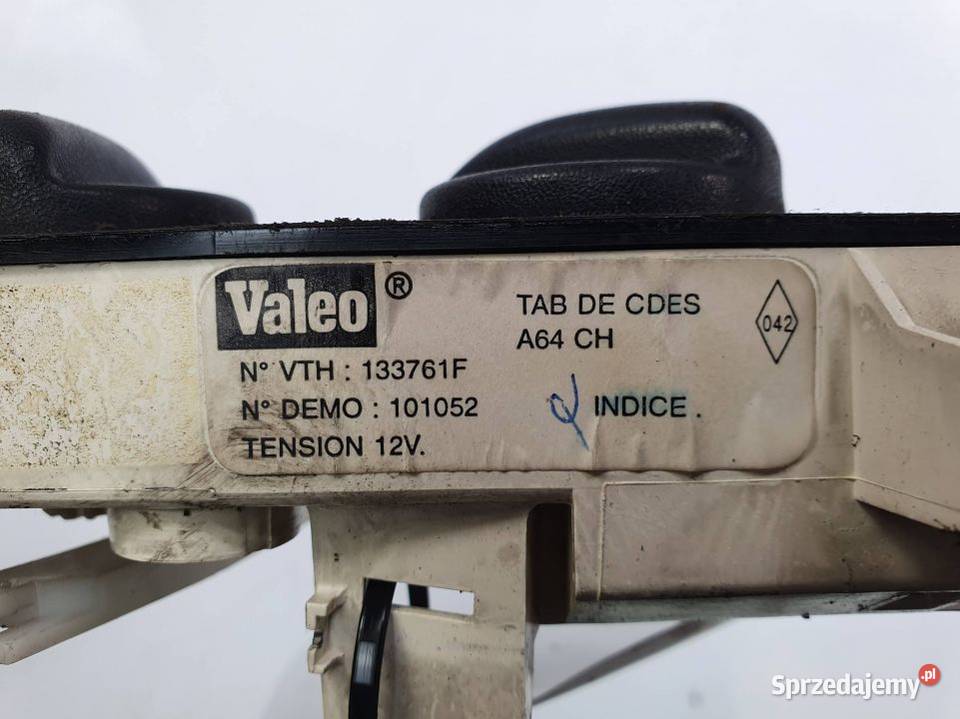 Valeo®
TAB DE CDES
A64 CH
042
N° VTH : 133761F
N° DEMO : 101052
INDICE .
TENSION 12V.
Sprzedajemy.pl